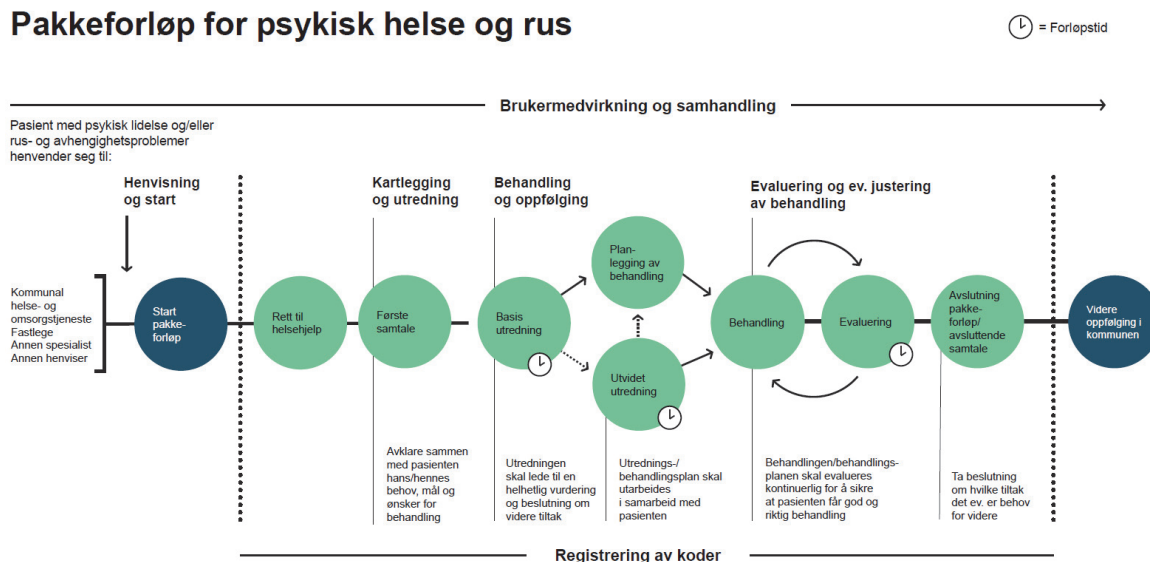 Pakkeforløp for psykisk helse og rus
= Forløpstid
Brukermedvirkning og samhandling
Pasient med psykisk lidelse og/eller
rus- og avhengighetsproblemer
henvender seg til:
Henvisning
og start
Kartlegging
og utredning
Behandling
og oppfølging
Evaluering og ev. justering
av behandling
Kommunal
helse- og
omsorgstjeneste
Fastlege
Annen spesialist
Annen henviser
Start
pakke-
forløp
Rett til
helsehjelp
Første
samtale
Basis
utredning
Plan-
legging av
behandling
Utvidet
utredning
Behandling
Evaluering
Avslutning
pakke-
forløp/
avsluttende
samtale
Videre
oppfølging i
kommunen
Avklare sammen
med pasienten
hans/hennes
behov, mål og
ønsker for
behandling
Utredningen
skal lede til en
helhetlig vurdering
og beslutning om
videre tiltak
Utrednings-/
behandlingsplan skal
utarbeides
i samarbeid med
pasienten
Behandlingen/behandlings-
planen skal evalueres
kontinuerlig for å sikre
at pasienten får god og
riktig behandling
Ta beslutning
om hvilke tiltak
det ev. er behov
for videre
Registrering av koder